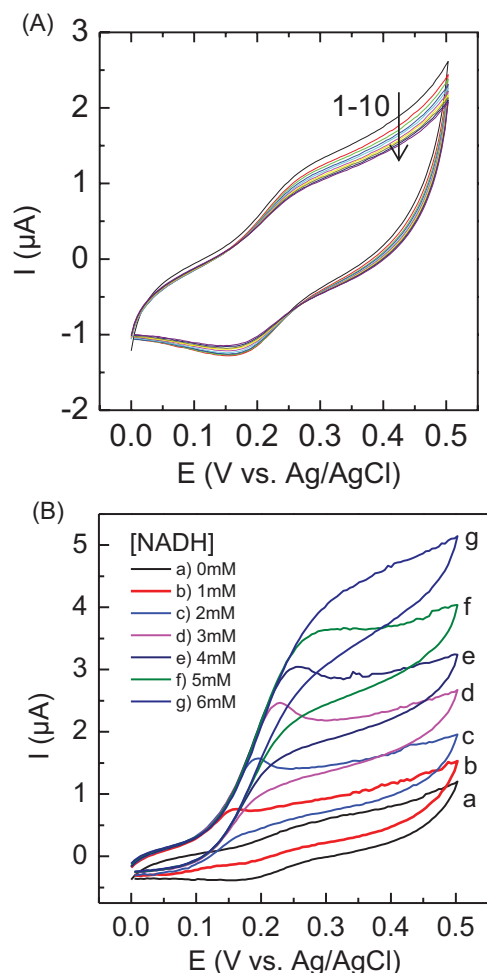 (A)
3
2
1
0
-1
-2
I (µA)
1-10
0.0 0.1 0.2 0.3 0.4 0.5
E (V vs. Ag/AgCl)
(B)
5
4
3
2
1
0
I (µA)
[NADH]
a) 0mM
b) 1mM
c) 2mM
d) 3mM
e) 4mM
f) 5mM
g) 6mM
g
f
e
d
c
b
a
0.0 0.1 0.2 0.3 0.4 0.5
E (V vs. Ag/AgCl)